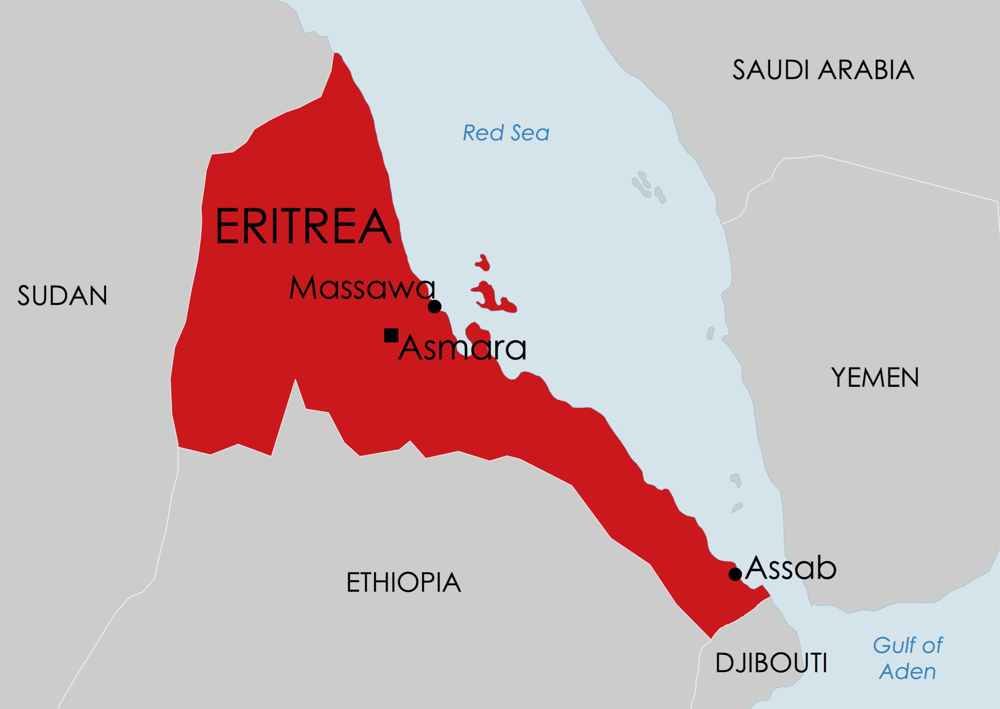 SAUDI ARABIA
Red Sea
ERITREA
Massawa
SUDAN
Asmara
YEMEN
Assab
ETHIOPIA
Gulf of
Aden
DJIBOUTI